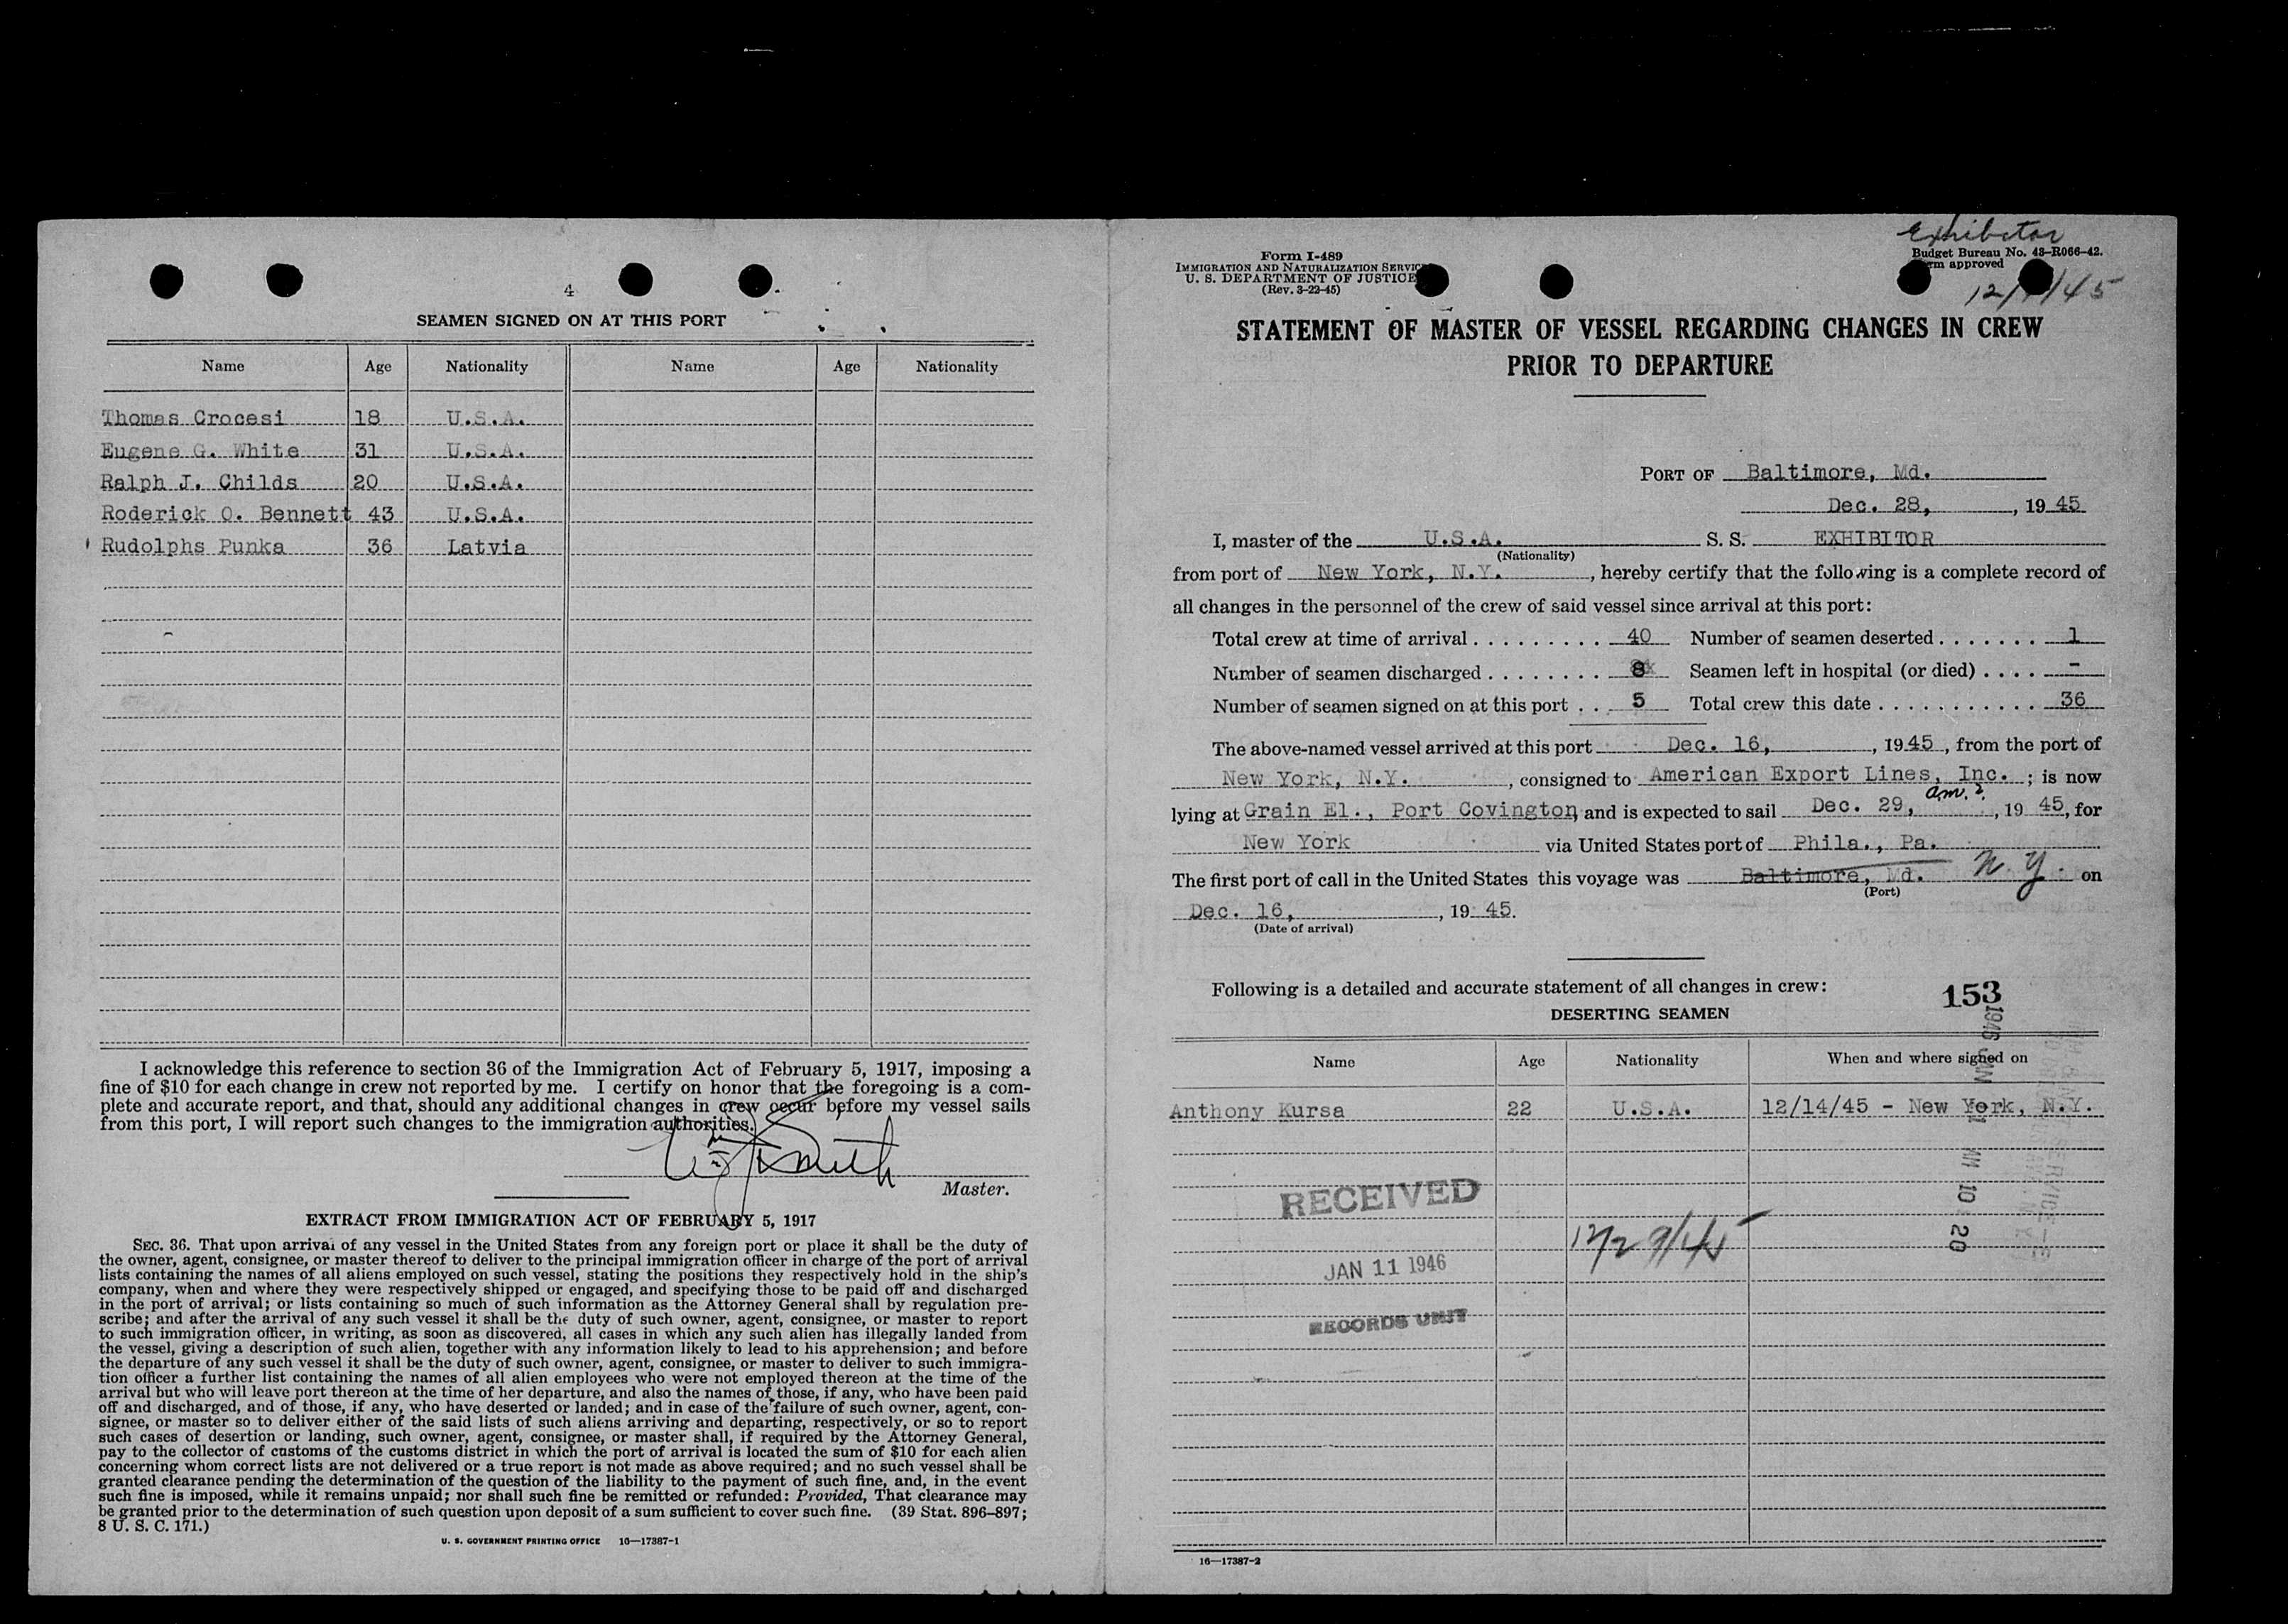 4
SEAMEN SIGNED ON AT THIS PORT
Name Age Nationality Name Age Nationality
Thomas Crocesi 18 U.S.A.
Eugene G. White 31 U.S.A.
Ralph J. Childs 20 U.S.A.
Roderick O. Bennett 43 U.S.A.
Rudolphs Punka 36 Latvia
I acknowledge this reference to section 36 of the Immigration Act of February 5, 1917, imposing a
fine of $10 for each change in crew not reported by me. I certify on honor that the foregoing is a com-
plete and accurate report, and that, should any additional changes in crew occur before my vessel sails
from this port, I will report such changes to the immigration authorities.
Smith
Master.
EXTRACT FROM IMMIGRATION ACT OF FEBRUARY 5, 1917
SEC. 36. That upon arrival of any vessel in the United States from any foreign port or place it shall be the duty of
the owner, agent, consignee, or master thereof to deliver to the principal immigration officer in charge of the port of arrival
lists containing the names of all aliens employed on such vessel, stating the positions they respectively hold in the ship's
company, when and where they were respectively shipped or engaged, and specifying those to be paid off and discharged
in the port of arrival; or lists containing so much of such information as the Attorney General shall by regulation pre-
scribe; and after the arrival of any such vessel it shall be the duty of such owner, agent, consignee, or master to report
to such immigration officer, in writing, as soon as discovered, all cases in which any such alien has illegally landed from
the vessel, giving a description of such alien, together with any information likely to lead to his apprehension; and before
the departure of any such vessel it shall be the duty of such owner, agent, consignee, or master to deliver to such immigra-
tion officer a further list containing the names of all alien employees who were not employed thereon at the time of the
arrival but who will leave port thereon at the time of her departure, and also the names of those, if any, who have been paid
off and discharged, and of those, if any, who have deserted or landed; and in case of the failure of such owner, agent, con-
signee, or master so to deliver either of the said lists of such aliens arriving and departing, respectively, or so to report
such cases of desertion or landing, such owner, agent, consignee, or master shall, if required by the Attorney General,
pay to the collector of customs of the customs district in which the port of arrival is located the sum of $10 for each alien
concerning whom correct lists are not delivered or a true report is not made as above required; and no such vessel shall be
granted clearance pending the determination of the question of the liability to the payment of such fine, and, in the event
such fine is imposed, while it remains unpaid; nor shall such fine be remitted or refunded: Provided, That clearance may
be granted prior to the determination of such question upon deposit of a sum sufficient to cover such fine. (39 Stat. 896–897;
8 U. S. C. 171.)
U. S. GOVERNMENT PRINTING OFFICE 16—17387-1
Exhibitor
Form I-489
IMMIGRATION AND NATURALIZATION SERVICE
U. S. DEPARTMENT OF JUSTICE
(Rev. 3-22-45)
Budget Bureau No. 43-R066-42.
Form approved
STATEMENT OF MASTER OF VESSEL REGARDING CHANGES IN CREW
PRIOR TO DEPARTURE
PORT OF Baltimore, Md.
Dec. 28, , 19 45
I, master of the U.S.A. S. S. EXHIBITOR
(Nationality)
from port of New York, N.Y. , hereby certify that the following is a complete record of
all changes in the personnel of the crew of said vessel since arrival at this port:
Total crew at time of arrival . . . . . . . . . 40 Number of seamen deserted . . . . . . . 1
Number of seamen discharged . . . . . . . . 8 Seamen left in hospital (or died) . . . . -
Number of seamen signed on at this port . . 5 Total crew this date . . . . . . . . . . . 36
The above-named vessel arrived at this port Dec. 16, , 1945 , from the port of
New York, N.Y. , consigned to American Export Lines, Inc. ; is now
lying at Grain El., Port Covington, and is expected to sail Dec. 29, am. , 19 45, for
New York via United States port of Phila., Pa.
The first port of call in the United States this voyage was Baltimore, Md. N.Y. on
(Port)
Dec. 16, , 19 45.
(Date of arrival)
Following is a detailed and accurate statement of all changes in crew:
153
DESERTING SEAMEN
Name Age Nationality When and where signed on
Anthony Kursa 22 U.S.A. 12/14/45 - New York, N.Y.
RECEIVED
12/29/45
JAN 11 1946
RECORDS UNIT
16—17387-2